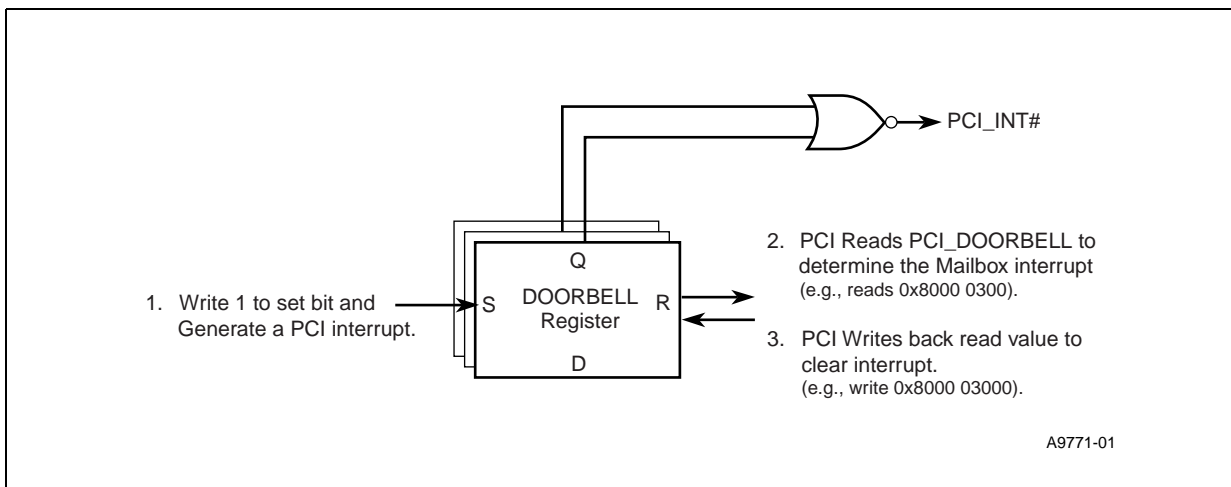 PCI_INT#
1. Write 1 to set bit and
Generate a PCI interrupt.
Q
S
DOORBELL
Register
R
D
2. PCI Reads PCI_DOORBELL to
determine the Mailbox interrupt
(e.g., reads 0x8000 0300).
3. PCI Writes back read value to
clear interrupt.
(e.g., write 0x8000 03000).
A9771-01